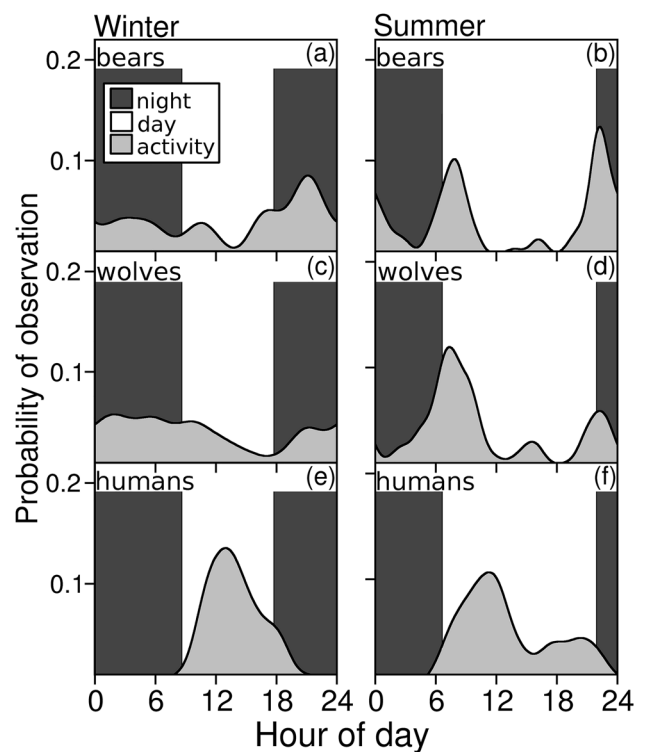 Winter
Summer
bears (a)
bears (b)
night
day
activity
wolves (c)
wolves (d)
humans (e)
humans (f)
0.2
0.1
0.2
0.1
0.2
0.1
Probability of observation
0 6 12 18 24
0 6 12 18 24
Hour of day